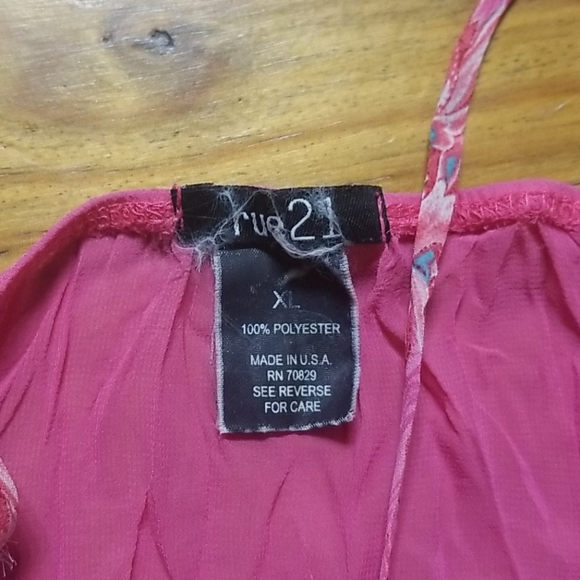 rue21
XL
100% POLYESTER
MADE IN U.S.A.
RN 70829
SEE REVERSE
FOR CARE